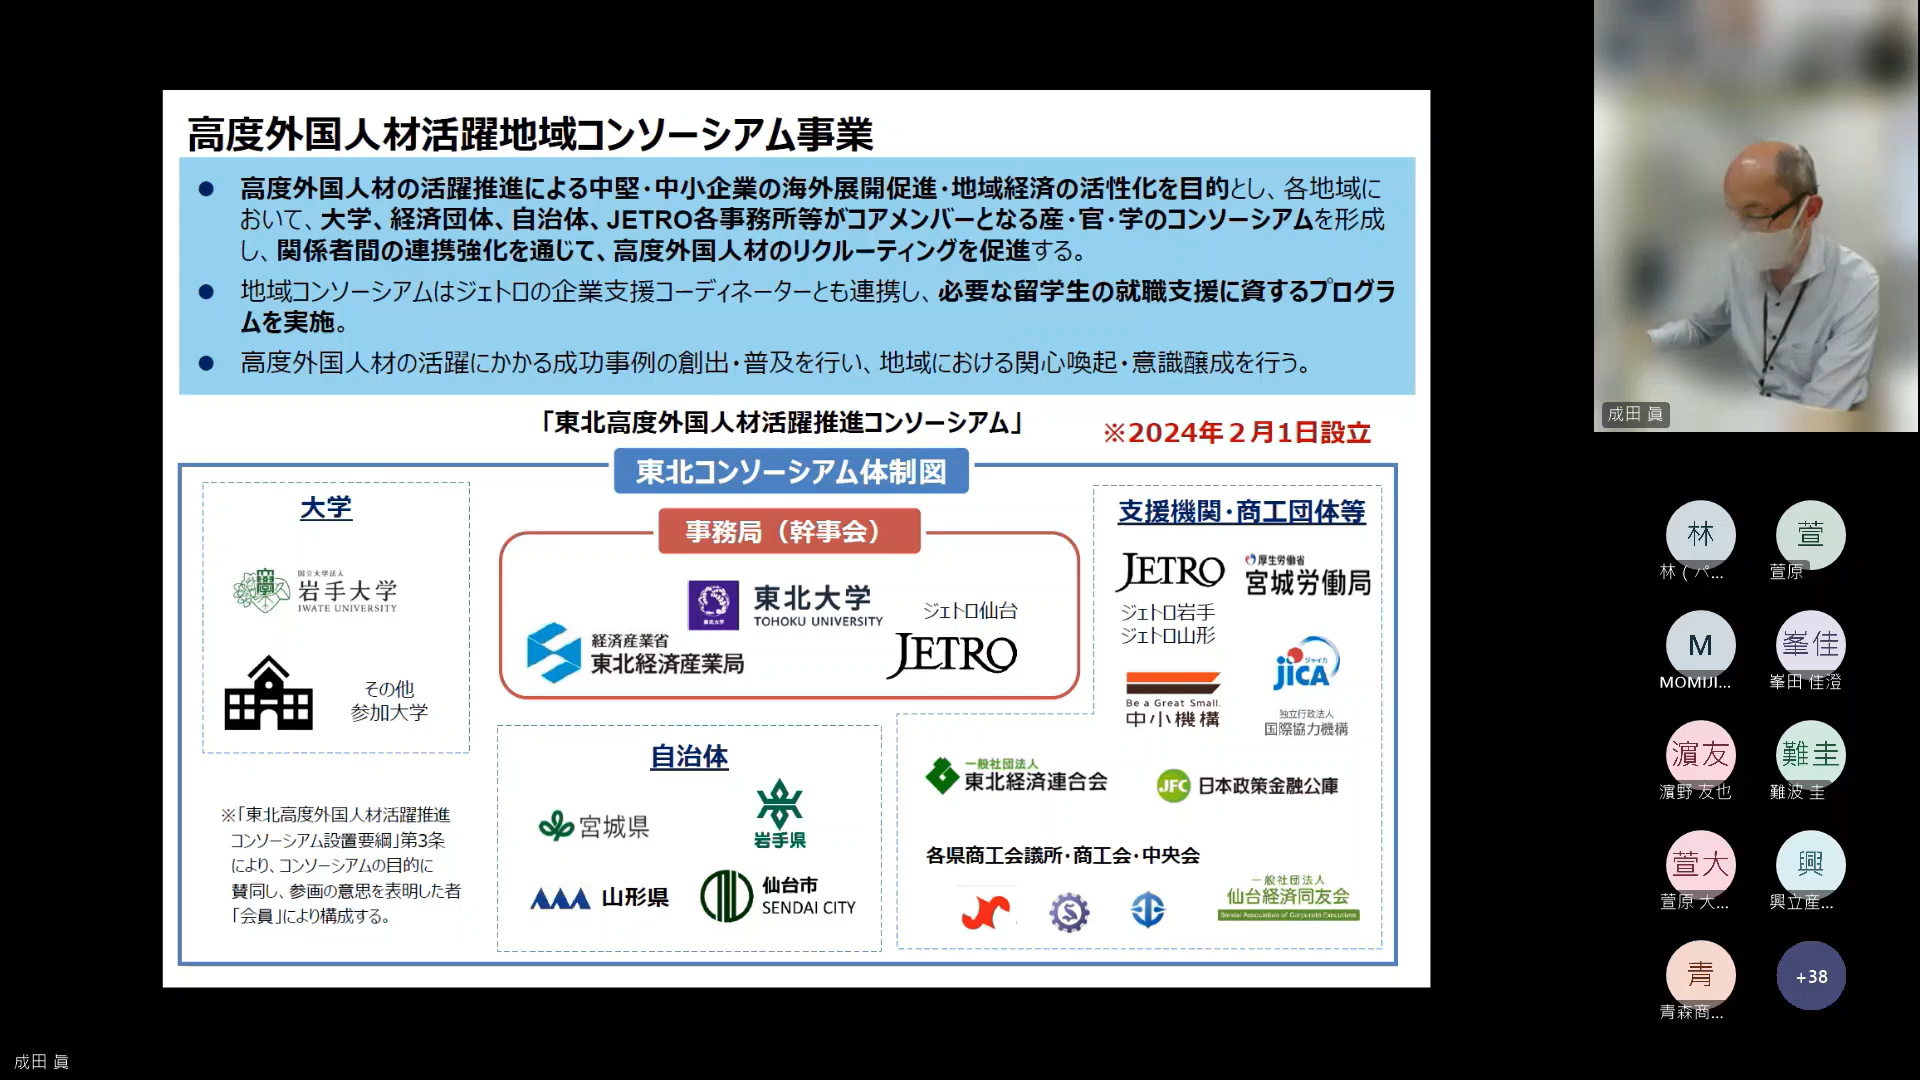 高度外国人材活躍地域コンソーシアム事業
● 高度外国人材の活躍推進による中堅・中小企業の海外展開促進・地域経済の活性化を目的とし、各地域に
おいて、大学、経済団体、自治体、JETRO各事務所等がコアメンバーとなる産・官・学のコンソーシアムを形成
し、関係者間の連携強化を通じて、高度外国人材のリクルーティングを促進する。
● 地域コンソーシアムはジェトロの企業支援コーディネーターとも連携し、必要な留学生の就職支援に資するプログラ
ムを実施。
● 高度外国人材の活躍にかかる成功事例の創出・普及を行い、地域における関心喚起・意識醸成を行う。
「東北高度外国人材活躍推進コンソーシアム」
※2024年２月1日設立
東北コンソーシアム体制図
大学
国立大学法人
岩手大学
IWATE UNIVERSITY
その他
参加大学
※「東北高度外国人材活躍推進
コンソーシアム設置要綱」第3条
により、コンソーシアムの目的に
賛同し、参画の意思を表明した者
「会員」により構成する。
事務局（幹事会）
東北大学
東北大学
TOHOKU UNIVERSITY
経済産業省
東北経済産業局
ジェトロ仙台
JETRO
自治体
宮城県
岩手県
山形県
仙台市
SENDAI CITY
支援機関・商工団体等
JETRO
ジェトロ岩手
ジェトロ山形
厚生労働省
宮城労働局
Be a Great Small.
中小機構
ジャイカ
jICA
独立行政法人
国際協力機構
一般社団法人
東北経済連合会
JFC 日本政策金融公庫
各県商工会議所・商工会・中央会
S
一般社団法人
仙台経済同友会
Sendai Association of Corporate Executives
成田 眞
林
林 ( パ...
萱
萱原
M
MOMIJI...
峯佳
峯田 佳澄
濵友
濵野 友也
難圭
難波 圭
萱大
萱原 大...
興
興立産...
青
青森商...
+38
成田 眞